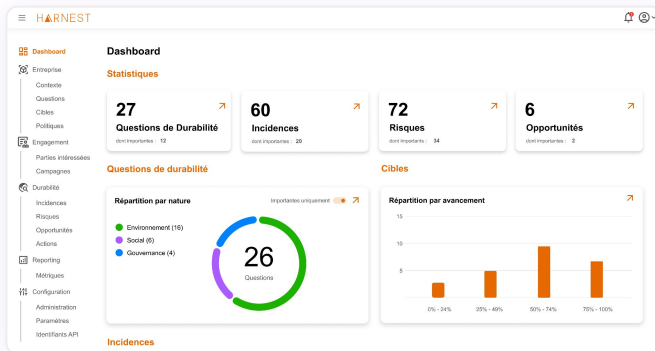 HARNEST
Dashboard
Entreprise
Contexte
Questions
Cibles
Politiques
Engagement
Parties intéressées
Campagnes
Durabilité
Incidences
Risques
Opportunités
Actions
Reporting
Métriques
Configuration
Administration
Paramètres
Identifiants API
Dashboard
Statistiques
27
Questions de Durabilité
dont importantes : 12
60
Incidences
dont importantes : 20
72
Risques
dont importants : 34
6
Opportunités
dont importantes : 2
Questions de durabilité
Répartition par nature
Importantes uniquement
Environnement (16)
Social (6)
Gouvernance (4)
26
Questions
Cibles
Répartition par avancement
15
10
5
0% - 24%
25% - 49%
50% - 74%
75% - 100%
Incidences